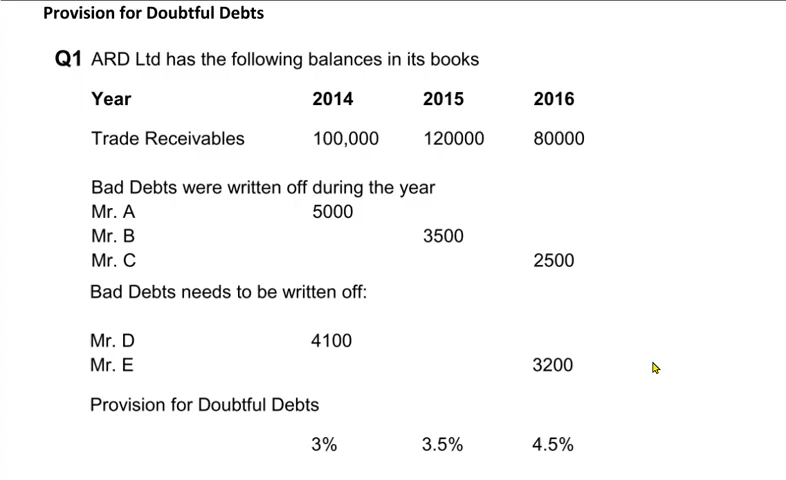 Provision for Doubtful Debts
Q1 ARD Ltd has the following balances in its books
Year 2014 2015 2016
Trade Receivables 100,000 120000 80000
Bad Debts were written off during the year
Mr. A 5000
Mr. B 3500
Mr. C 2500
Bad Debts needs to be written off:
Mr. D 4100
Mr. E 3200
Provision for Doubtful Debts
3% 3.5% 4.5%